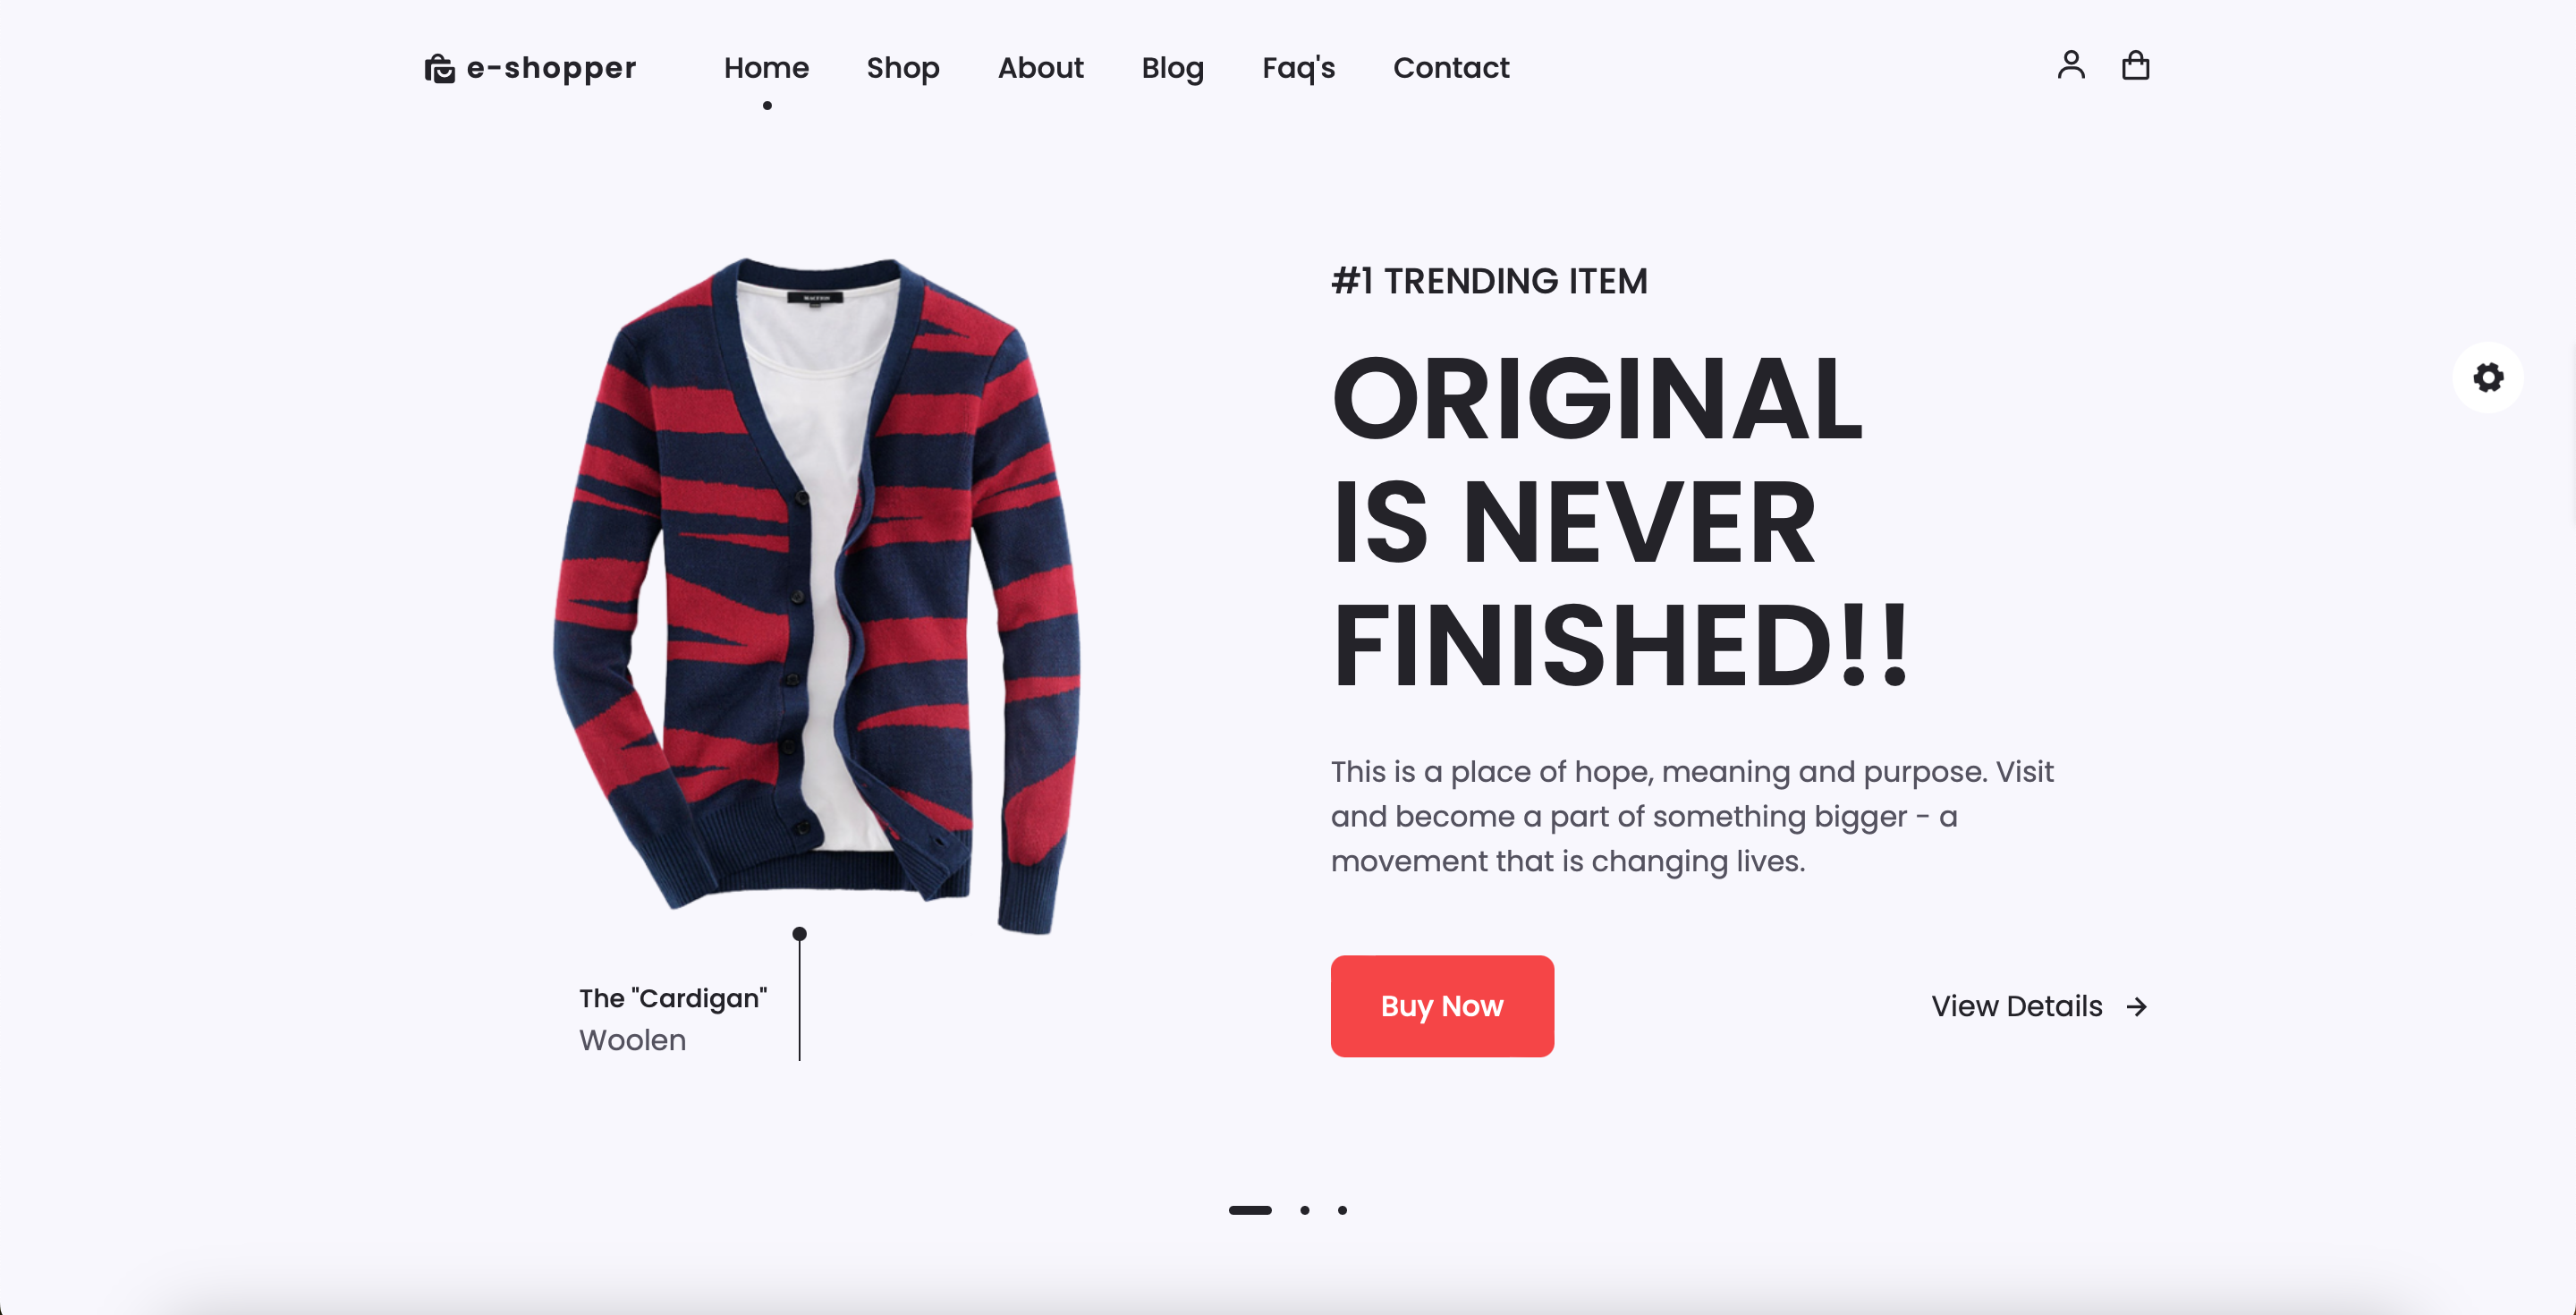 e-shopper
Home
Shop
About
Blog
Faq's
Contact
#1 TRENDING ITEM
ORIGINAL
IS NEVER
FINISHED!!
This is a place of hope, meaning and purpose. Visit
and become a part of something bigger - a
movement that is changing lives.
Buy Now
View Details
The "Cardigan"
Woolen